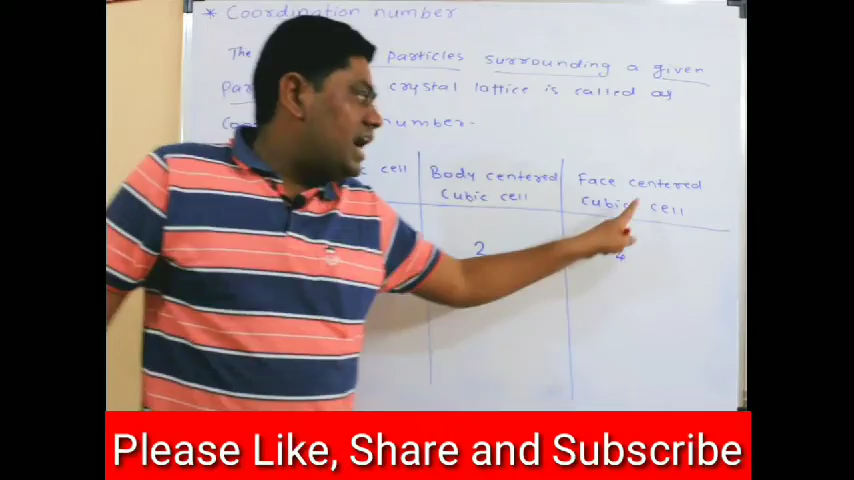 * Coordination number
The particles surrounding a given
crystal lattice is called as
number.
cell Body centered Face centered
Cubic cell Cubic cell
2 4
Please Like, Share and Subscribe